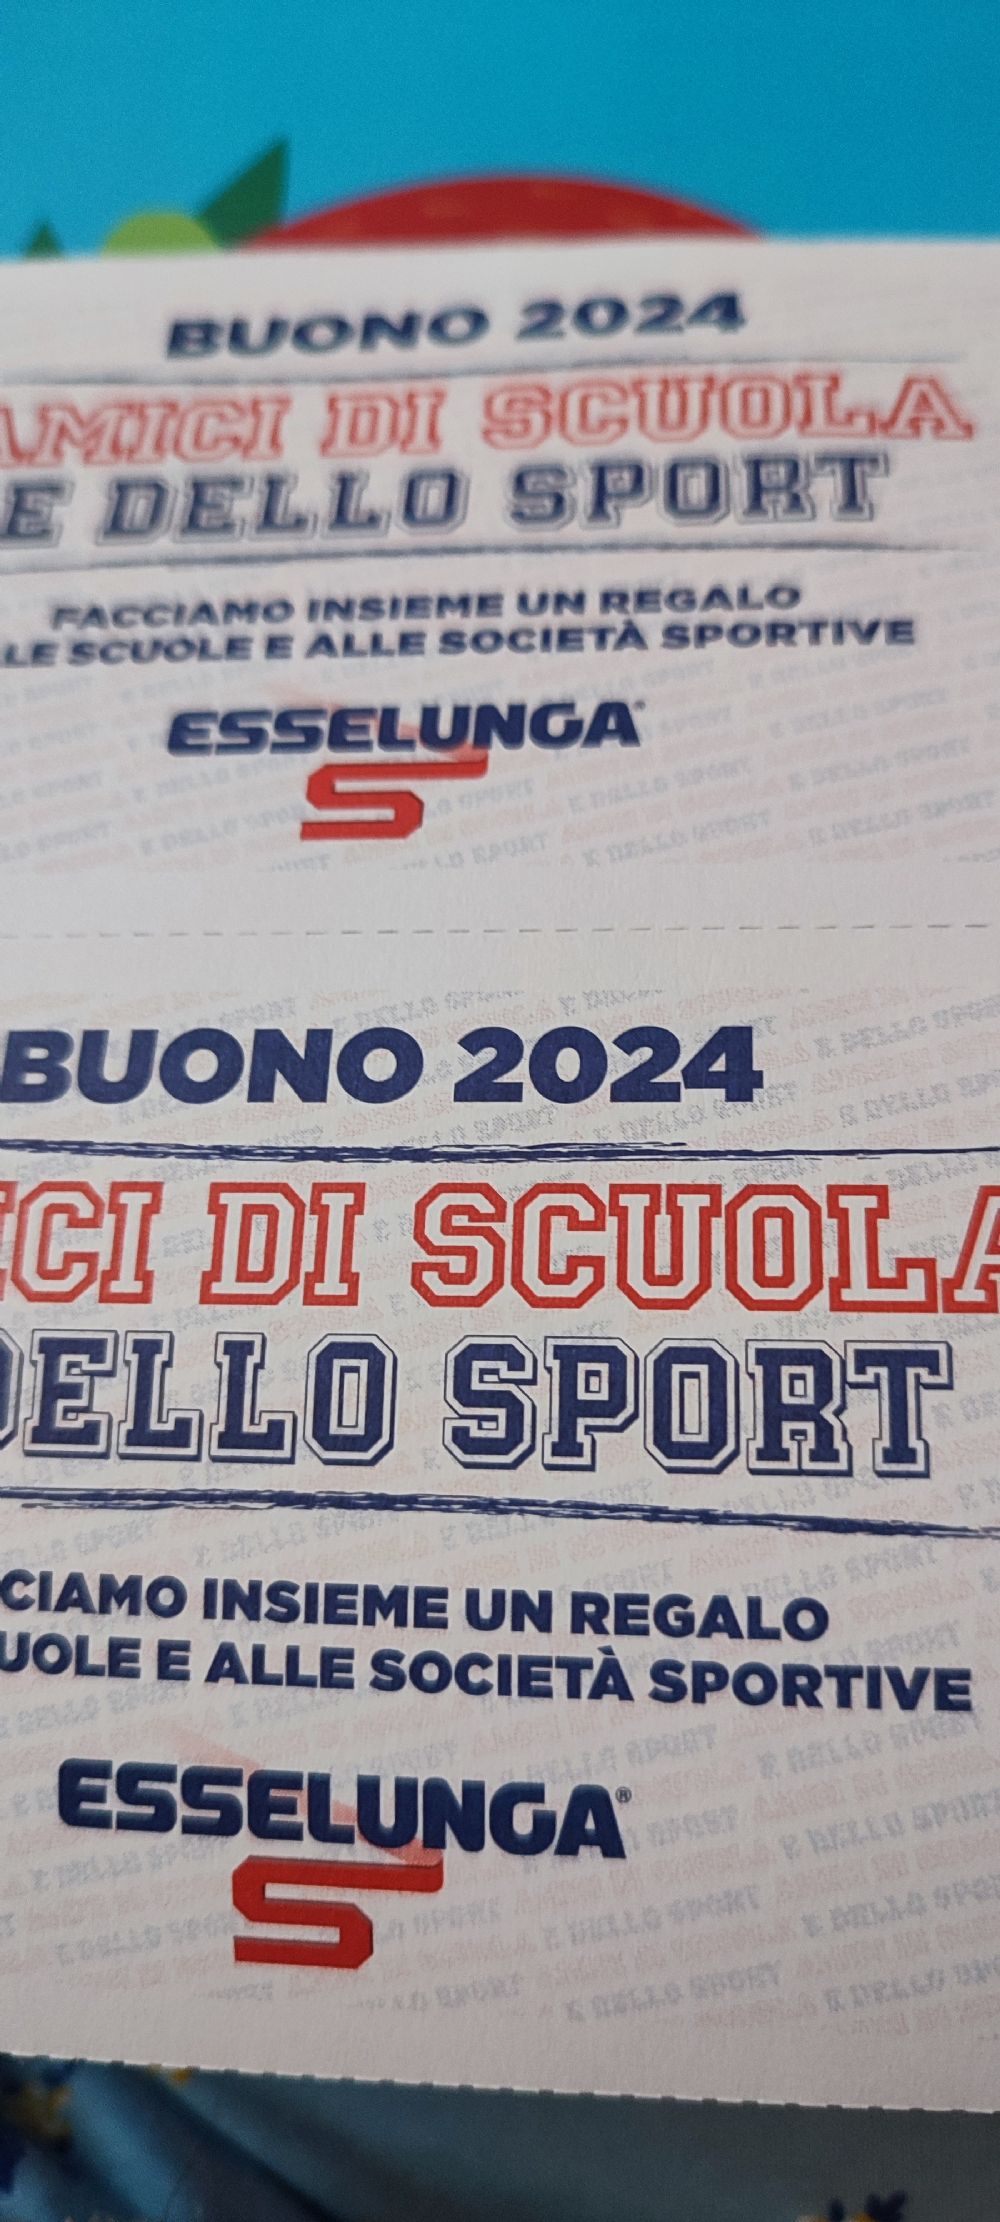 BUONO 2024
AMICI DI SCUOLA
E DELLO SPORT
FACCIAMO INSIEME UN REGALO
LE SCUOLE E ALLE SOCIETÀ SPORTIVE
ESSELUNGA®
S
BUONO 2024
ICI DI SCUOLA
DELLO SPORT
CIAMO INSIEME UN REGALO
UOLE E ALLE SOCIETÀ SPORTIVE
ESSELUNGA®
S